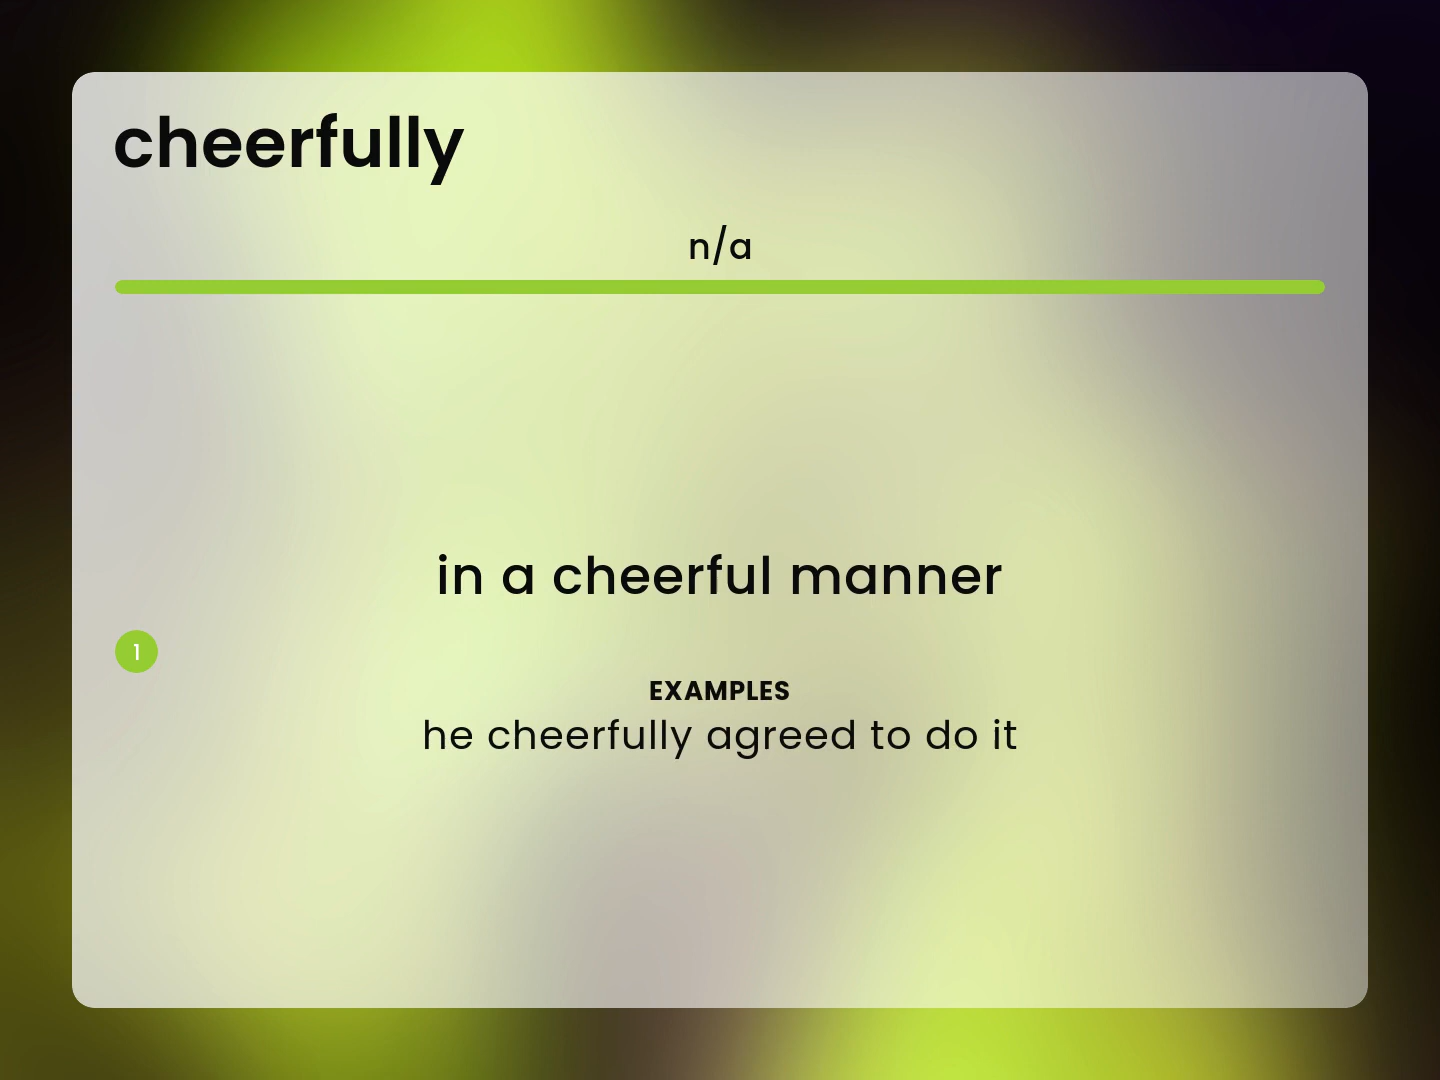 cheerfully
n/a
in a cheerful manner
1
EXAMPLES
he cheerfully agreed to do it